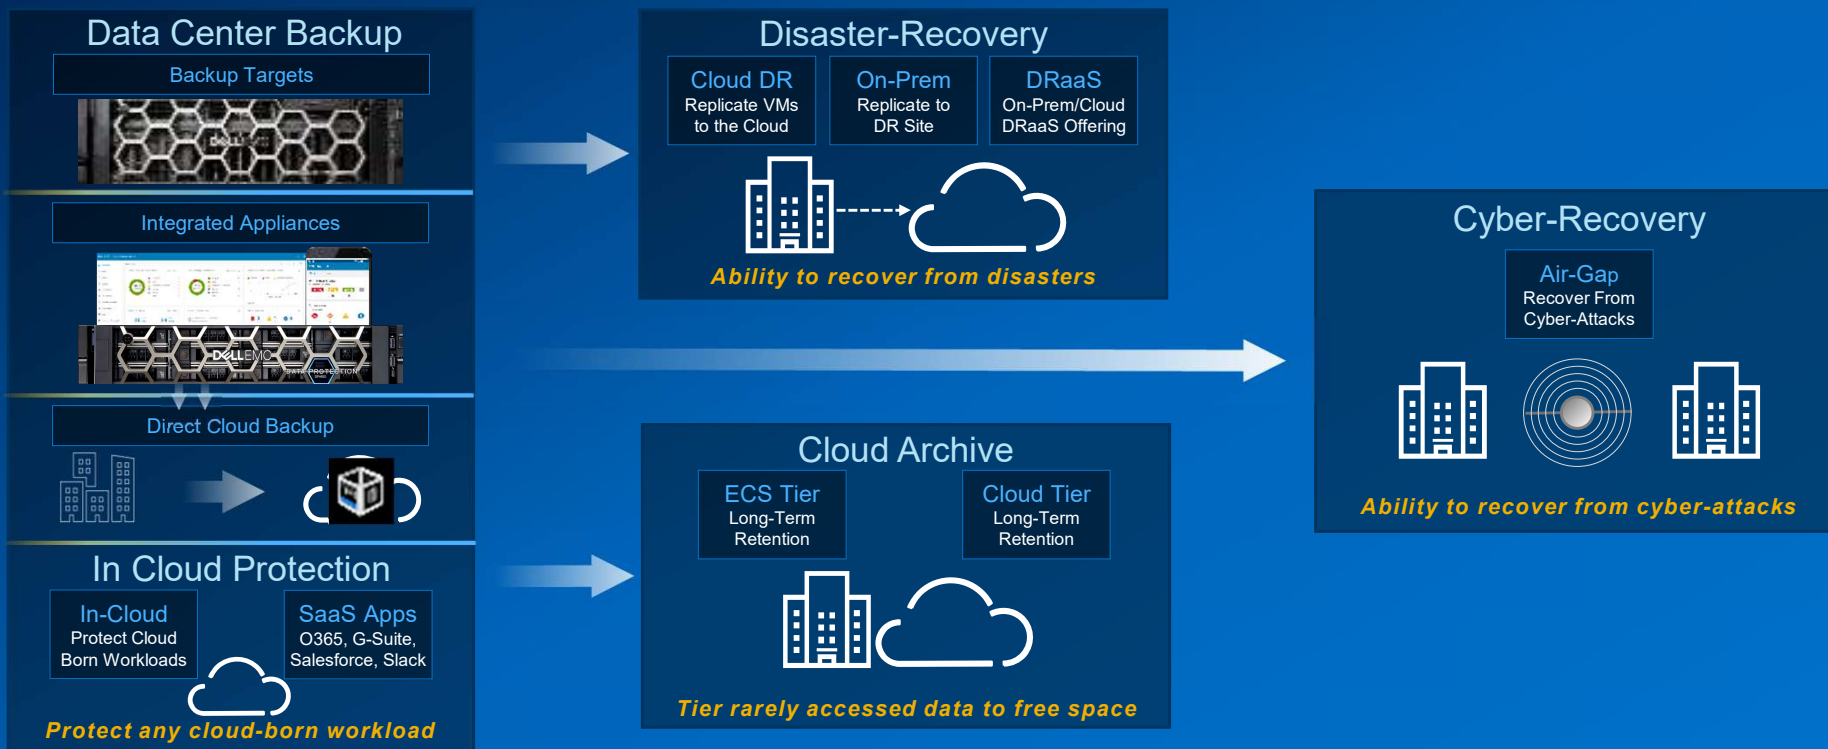 Data Center Backup
Backup Targets
Integrated Appliances
DELLEMC
DATA PROTECTION
Direct Cloud Backup
In Cloud Protection
In-Cloud
Protect Cloud
Born Workloads
SaaS Apps
O365, G-Suite,
Salesforce, Slack
Protect any cloud-born workload
Disaster-Recovery
Cloud DR
Replicate VMs
to the Cloud
On-Prem
Replicate to
DR Site
DRaaS
On-Prem/Cloud
DRaaS Offering
Ability to recover from disasters
Cloud Archive
ECS Tier
Long-Term
Retention
Cloud Tier
Long-Term
Retention
Tier rarely accessed data to free space
Cyber-Recovery
Air-Gap
Recover From
Cyber-Attacks
Ability to recover from cyber-attacks